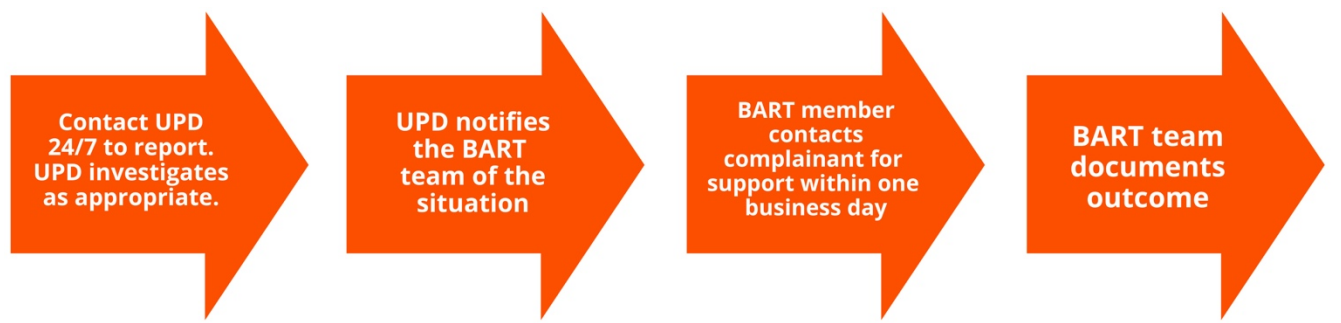 Contact UPD
24/7 to report.
UPD investigates
as appropriate.
UPD notifies
the BART
team of the
situation
BART member
contacts
complainant for
support within one
business day
BART team
documents
outcome